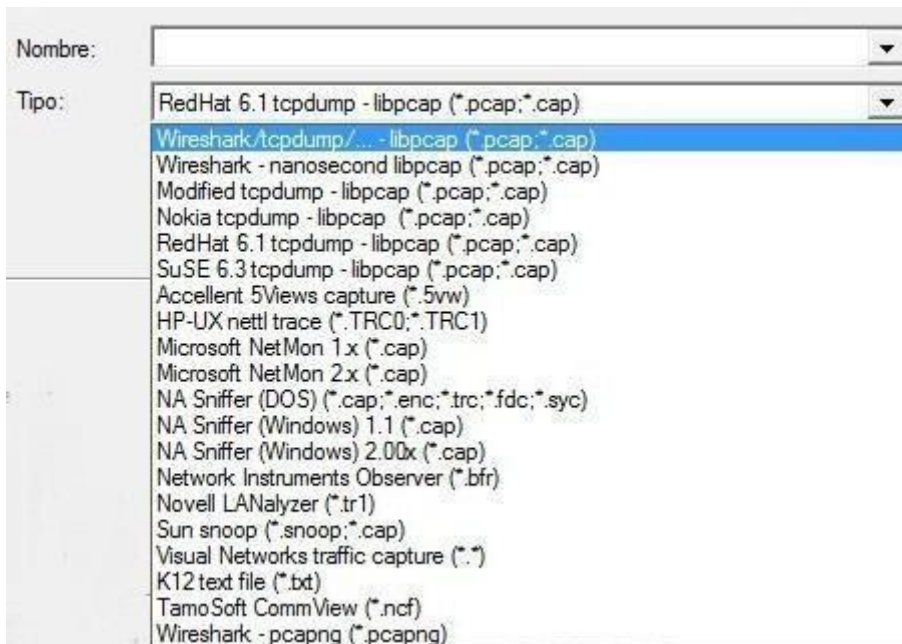 Nombre:
Tipo: RedHat 6.1 tcpdump - libpcap (*.pcap;*.cap)
Wireshark/tcpdump/... - libpcap (*.pcap;*.cap)
Wireshark - nanosecond libpcap (*.pcap;*.cap)
Modified tcpdump - libpcap (*.pcap;*.cap)
Nokia tcpdump - libpcap (*.pcap;*.cap)
RedHat 6.1 tcpdump - libpcap (*.pcap;*.cap)
SuSE 6.3 tcpdump - libpcap (*.pcap;*.cap)
Accellent 5Views capture (*.5vw)
HP-UX nettl trace (*.TRC0;*.TRC1)
Microsoft NetMon 1.x (*.cap)
Microsoft NetMon 2.x (*.cap)
NA Sniffer (DOS) (*.cap;*.enc;*.trc;*.fdc;*.syc)
NA Sniffer (Windows) 1.1 (*.cap)
NA Sniffer (Windows) 2.00x (*.cap)
Network Instruments Observer (*.bfr)
Novell LANalyzer (*.tr1)
Sun snoop (*.snoop;*.cap)
Visual Networks traffic capture (*.*)
K12 text file (*.txt)
TamoSoft CommView (*.ncf)
Wireshark - pcapng (*.pcapng)